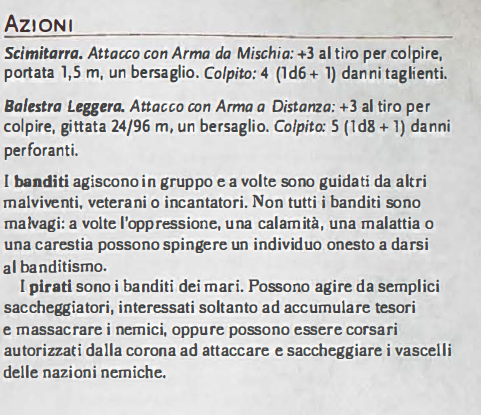 AZIONI
Scimitarra. Attacco con Arma da Mischia: +3 al tiro per colpire,
portata 1,5 m, un bersaglio. Colpito: 4 (1d6 + 1) danni taglienti.
Balestra Leggera. Attacco con Arma a Distanza: +3 al tiro per
colpire, gittata 24/96 m, un bersaglio. Colpito: 5 (1d8 + 1) danni
perforanti.
I banditi agiscono in gruppo e a volte sono guidati da altri
malviventi, veterani o incantatori. Non tutti i banditi sono
malvagi: a volte l'oppressione, una calamità, una malattia o
una carestia possono spingere un individuo onesto a darsi
al banditismo.
I pirati sono i banditi dei mari. Possono agire da semplici
saccheggiatori, interessati soltanto ad accumulare tesori
e massacrare i nemici, oppure possono essere corsari
autorizzati dalla corona ad attaccare e saccheggiare i vascelli
delle nazioni nemiche.